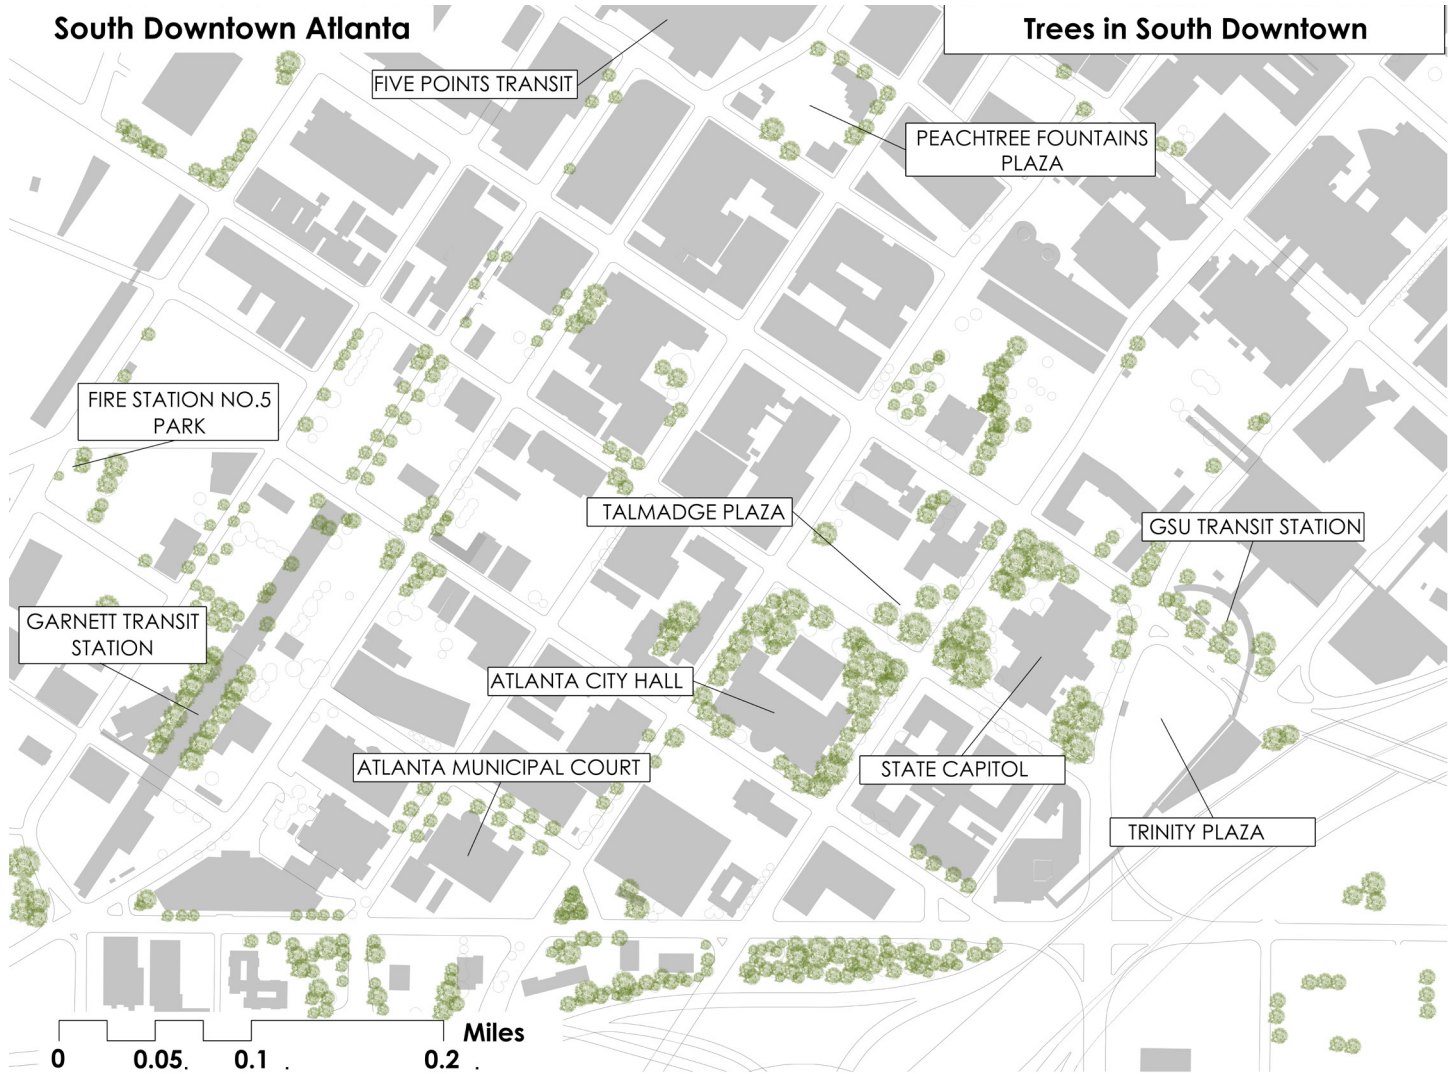 South Downtown Atlanta
Trees in South Downtown
FIVE POINTS TRANSIT
PEACHTREE FOUNTAINS
PLAZA
FIRE STATION NO.5
PARK
TALMADGE PLAZA
GSU TRANSIT STATION
GARNETT TRANSIT
STATION
ATLANTA CITY HALL
ATLANTA MUNICIPAL COURT
STATE CAPITOL
TRINITY PLAZA
Miles
0 0.05 0.1 0.2